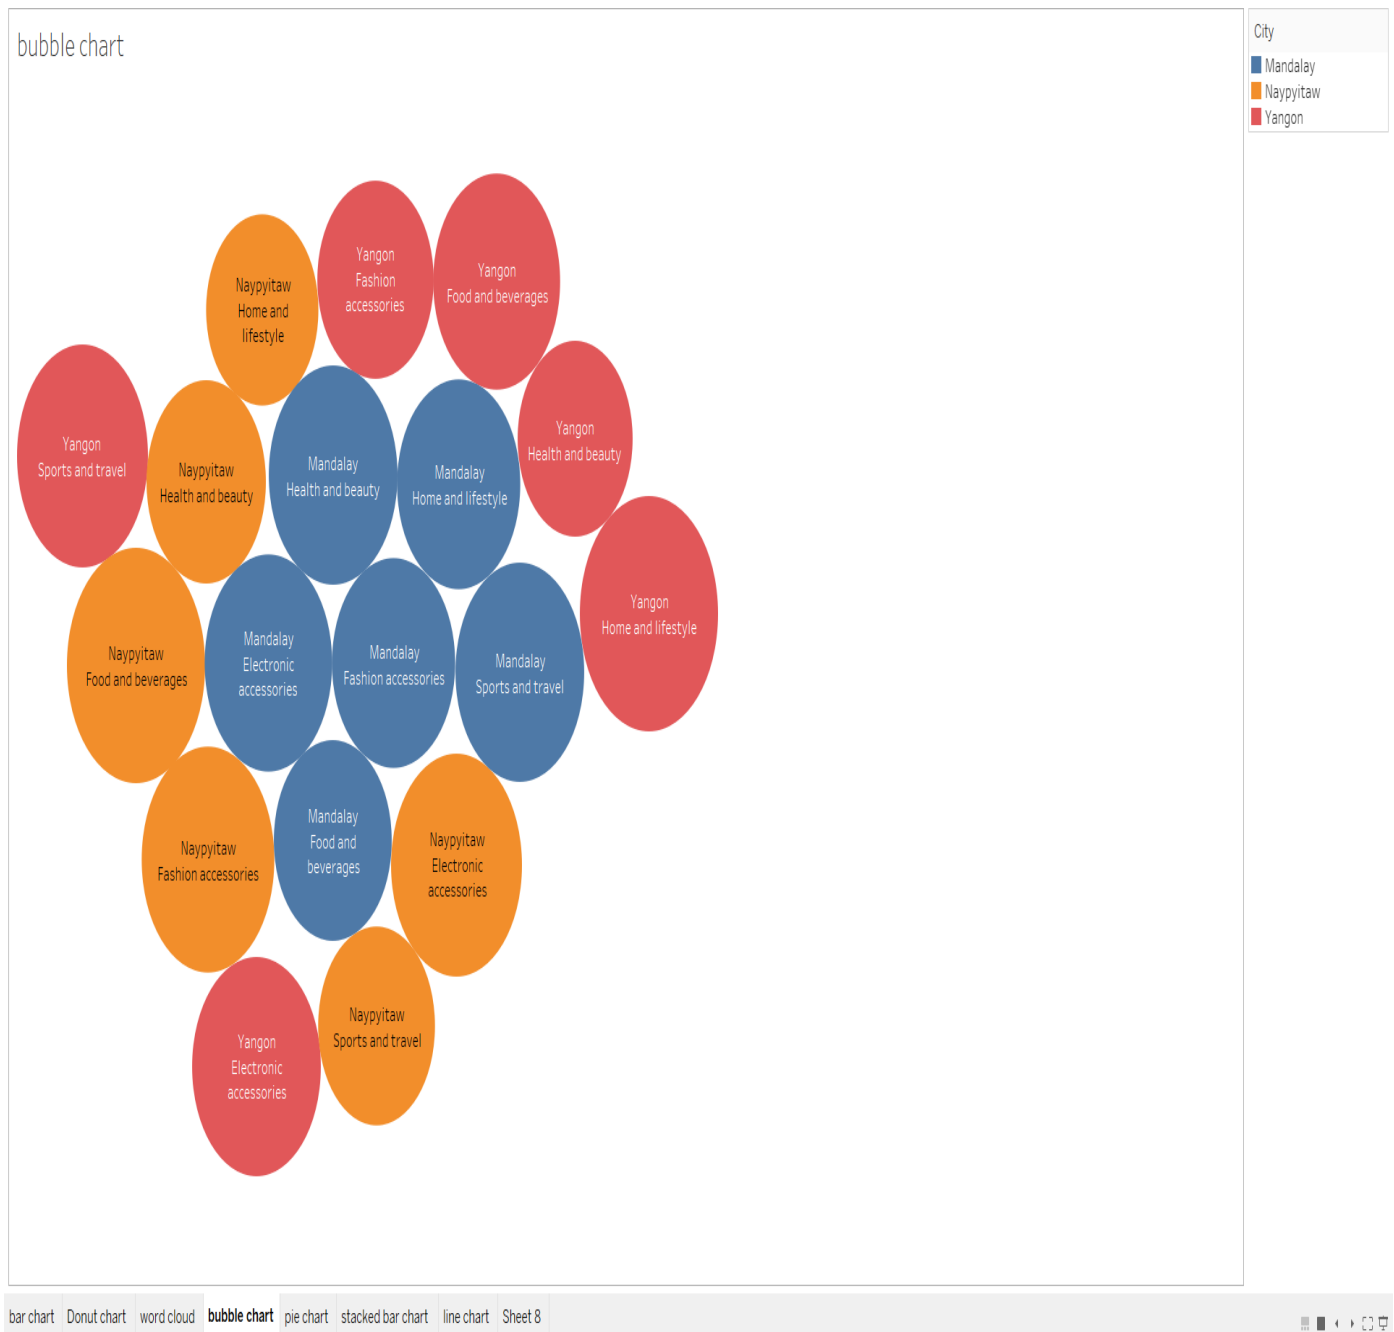 bubble chart
City
Mandalay
Naypyitaw
Yangon
Yangon
Fashion
accessories
Yangon
Food and beverages
Naypyitaw
Home and
lifestyle
Yangon
Sports and travel
Naypyitaw
Health and beauty
Mandalay
Health and beauty
Mandalay
Home and lifestyle
Yangon
Health and beauty
Yangon
Home and lifestyle
Naypyitaw
Food and beverages
Mandalay
Electronic
accessories
Mandalay
Fashion accessories
Mandalay
Sports and travel
Naypyitaw
Fashion accessories
Mandalay
Food and
beverages
Naypyitaw
Electronic
accessories
Yangon
Electronic
accessories
Naypyitaw
Sports and travel
bar chart Donut chart word cloud bubble chart pie chart stacked bar chart line chart Sheet 8